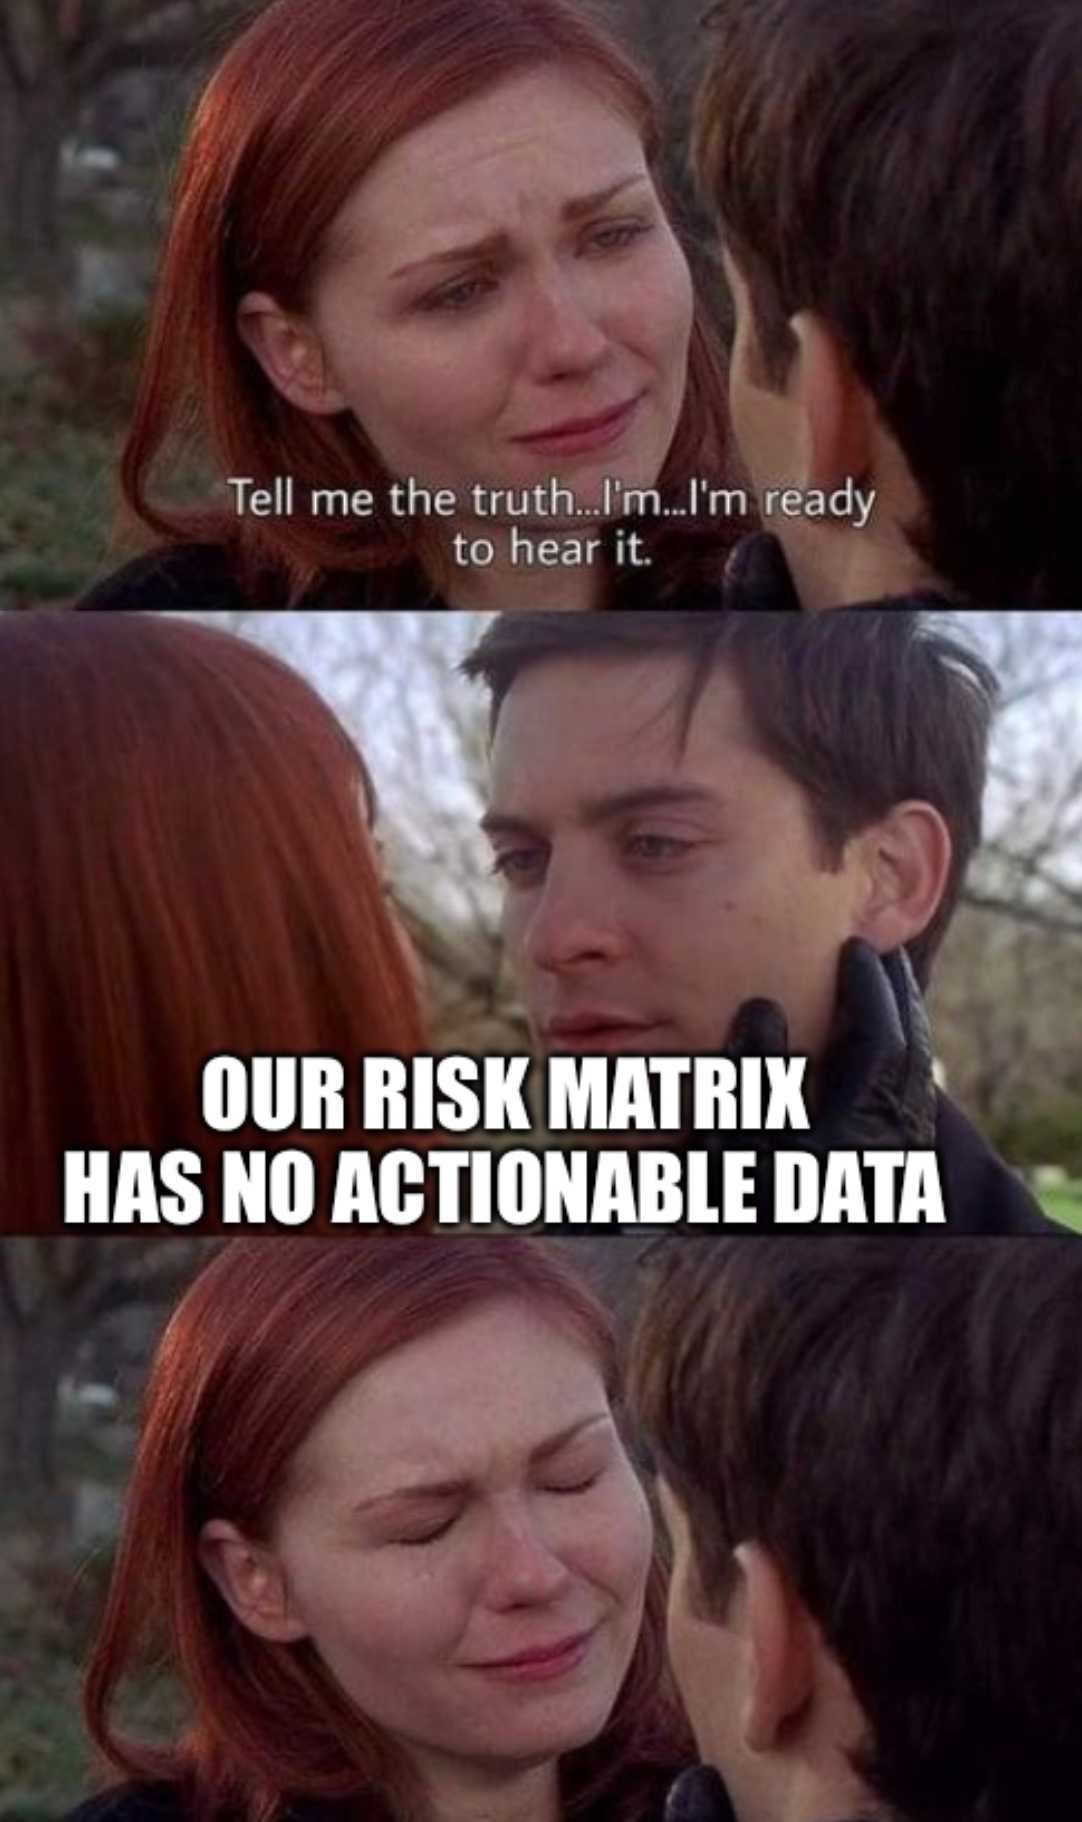 Tell me the truth...I'm...I'm ready
to hear it.
OUR RISK MATRIX
HAS NO ACTIONABLE DATA